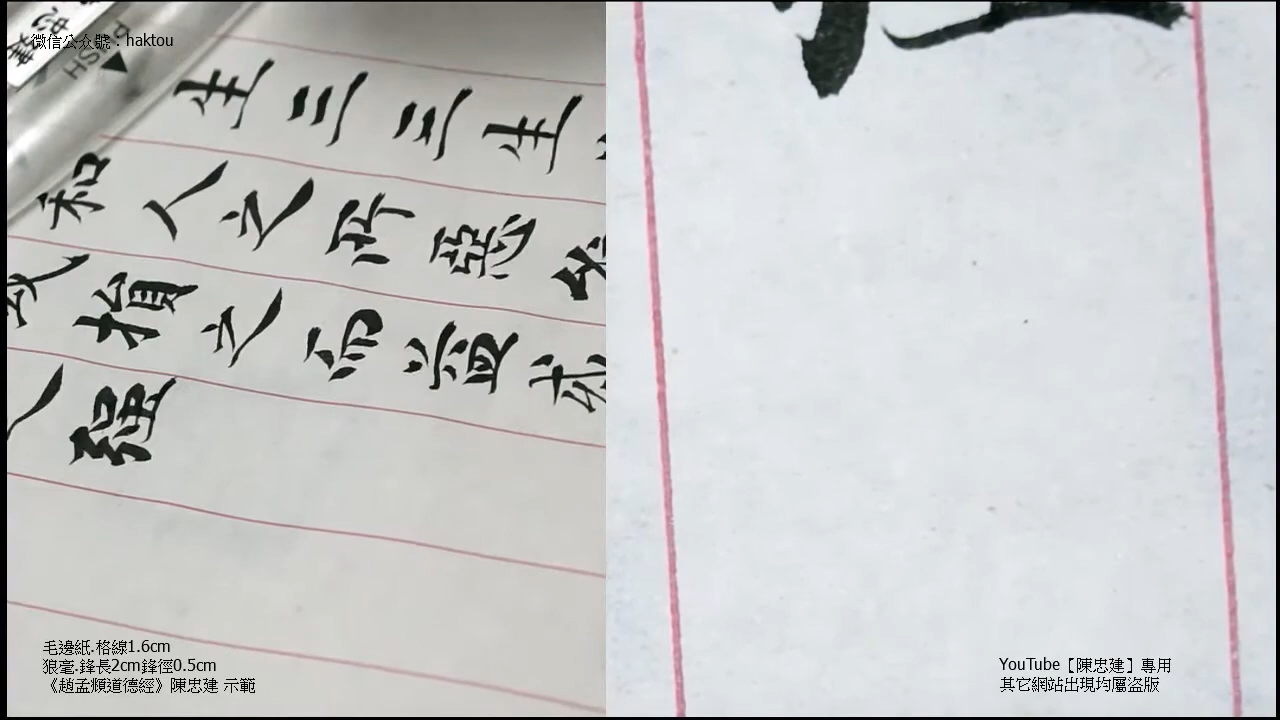 微信公众號：haktou
生三三生
和人之所惡
損之而益或
之強
毛邊紙.格線1.6cm
狼毫.鋒長2cm鋒徑0.5cm
《趙孟頫道德經》陳忠建 示範
YouTube［陳忠建］專用
其它網站出現均屬盜版